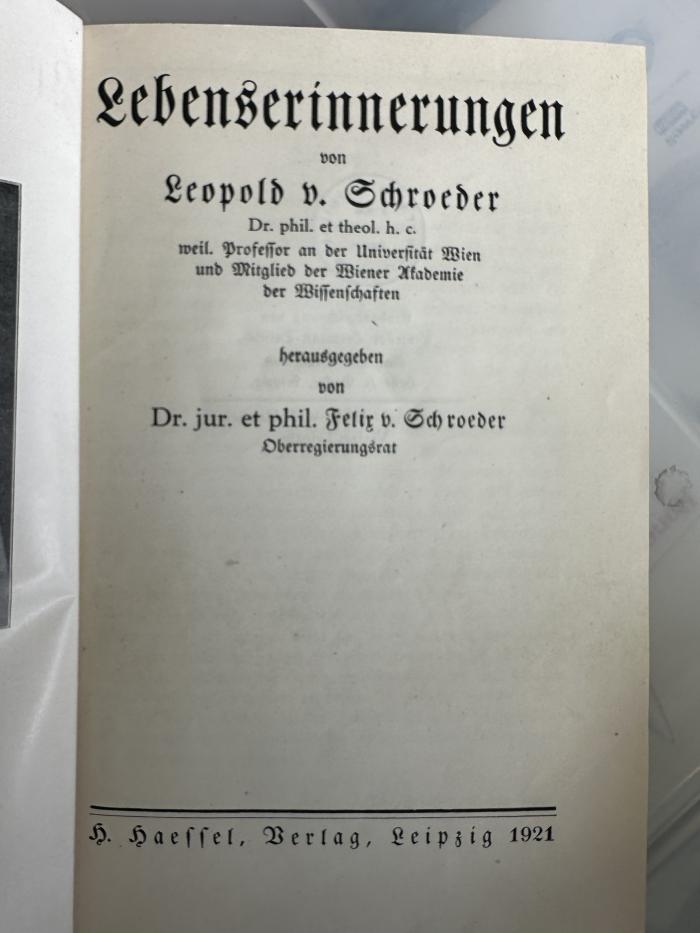 Lebenserinnerungen
von
Leopold v. Schroeder
Dr. phil. et theol. h. c.
weil. Professor an der Universität Wien
und Mitglied der Wiener Akademie
der Wissenschaften
herausgegeben
von
Dr. jur. et phil. Felix v. Schroeder
Oberregierungsrat
H. Haessel, Verlag, Leipzig 1921